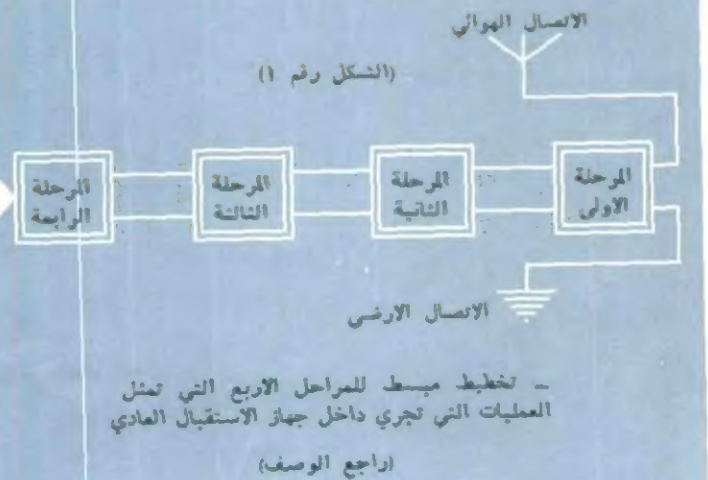 الاتصال الهوائي
(الشكل رقم ١)
المرحلة
الاولى
المرحلة
الثانية
المرحلة
الثالثة
المرحلة
الرابعة
الاتصال الارضي
ــ تخطيط مبسط للمراحل الاربع التي تمثل
العمليات التي تجري داخل جهاز الاستقبال العادي
(راجع الوصف)